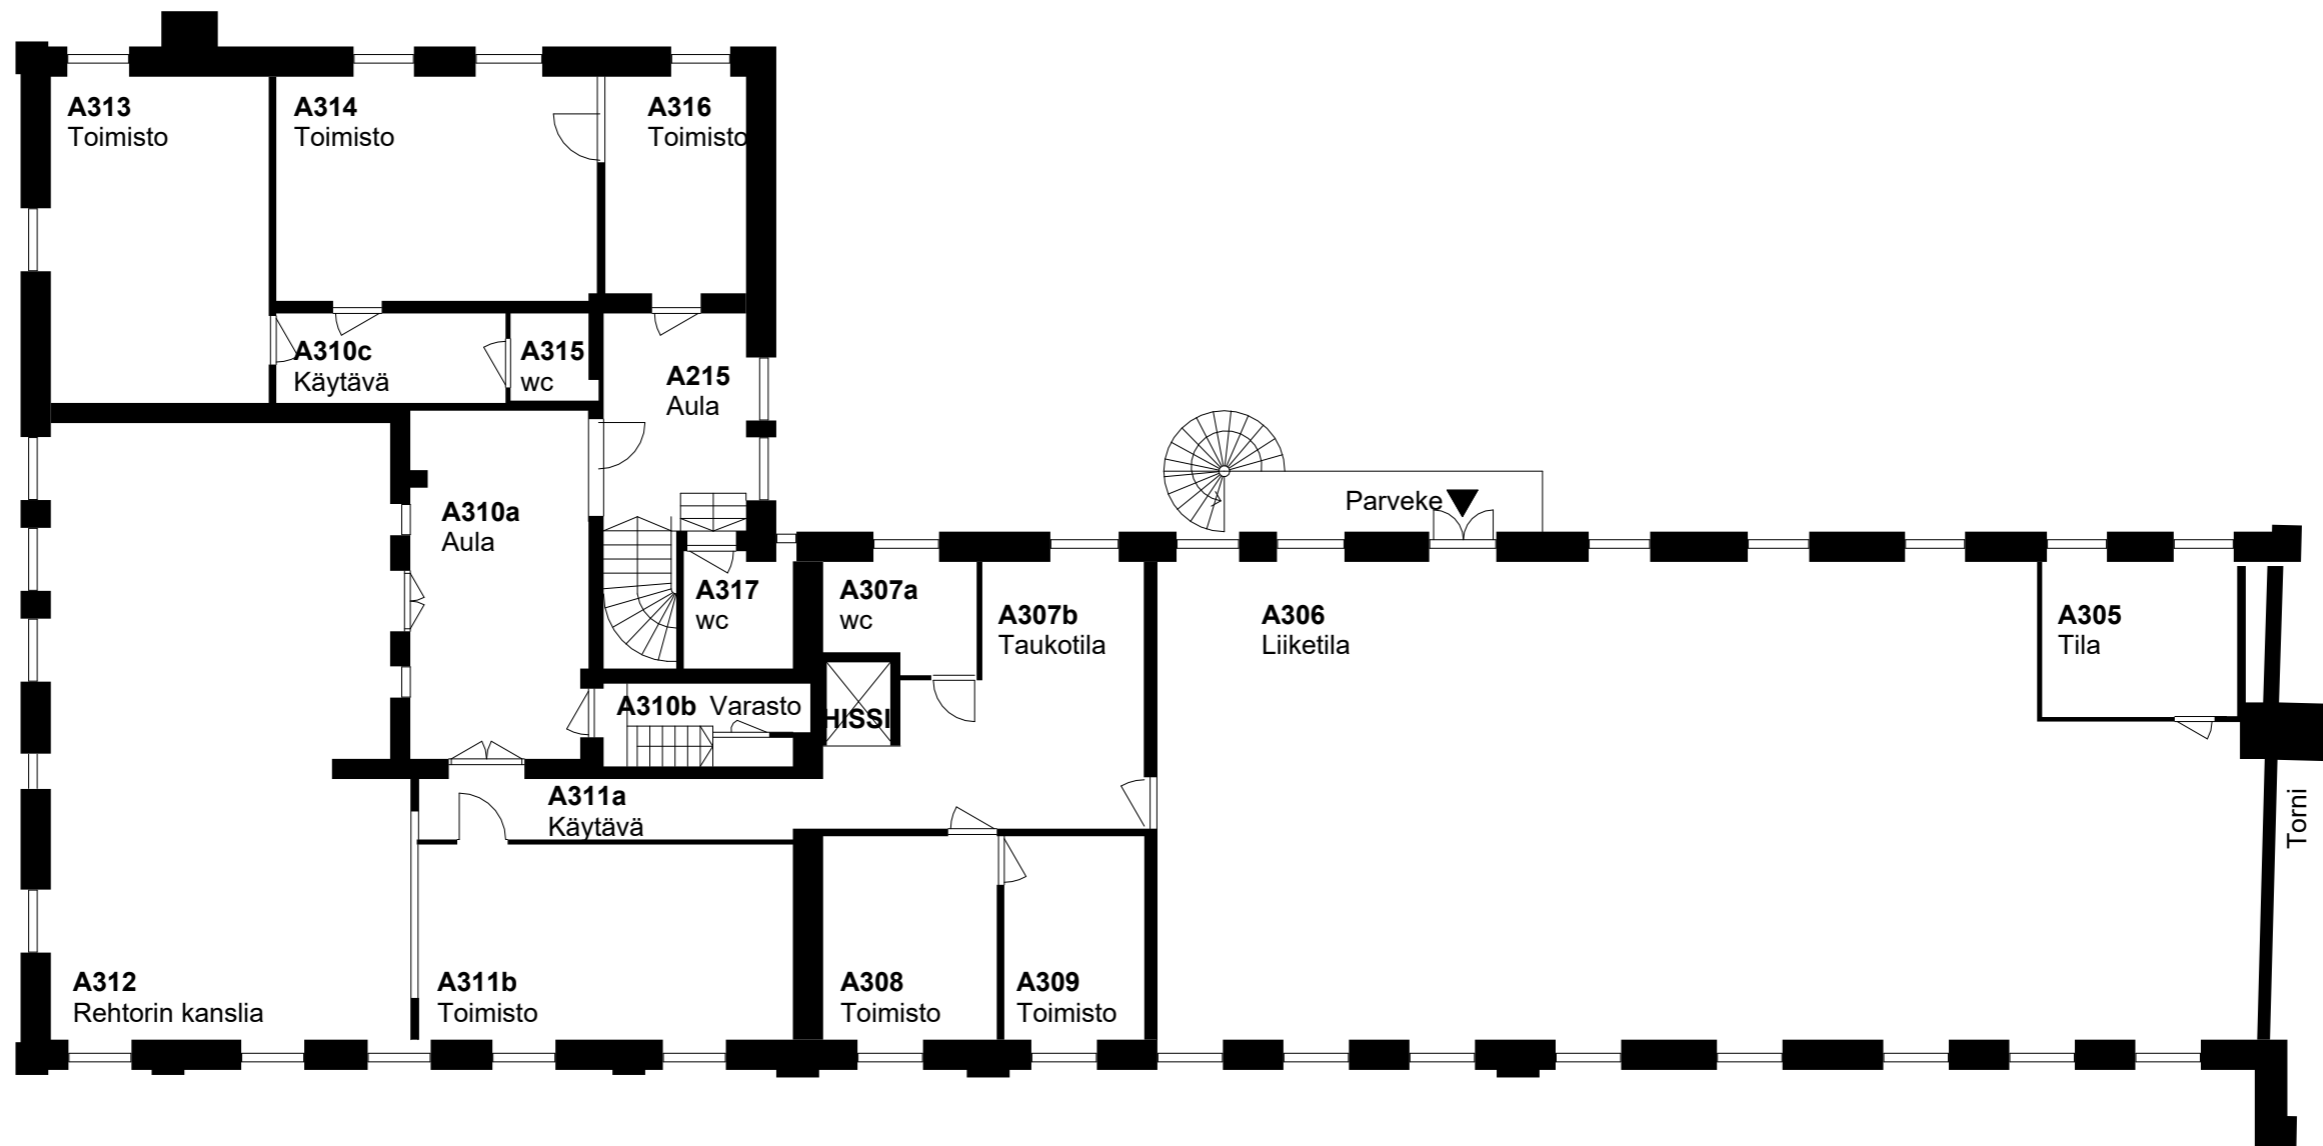 A313
Toimisto
A314
Toimisto
A316
Toimisto
A310c
Käytävä
A315
wc
A215
Aula
A310a
Aula
Parveke
A317
wc
A307a
wc
A307b
Taukotila
A306
Liiketila
A305
Tila
A310b Varasto
HISSI
A311a
Käytävä
Torni
A312
Rehtorin kanslia
A311b
Toimisto
A308
Toimisto
A309
Toimisto